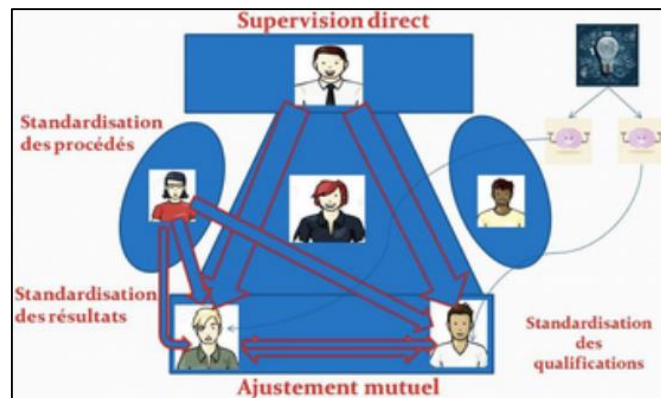 Supervision direct
Standardisation
des procédés
Standardisation
des résultats
Standardisation
des
qualifications
Ajustement mutuel